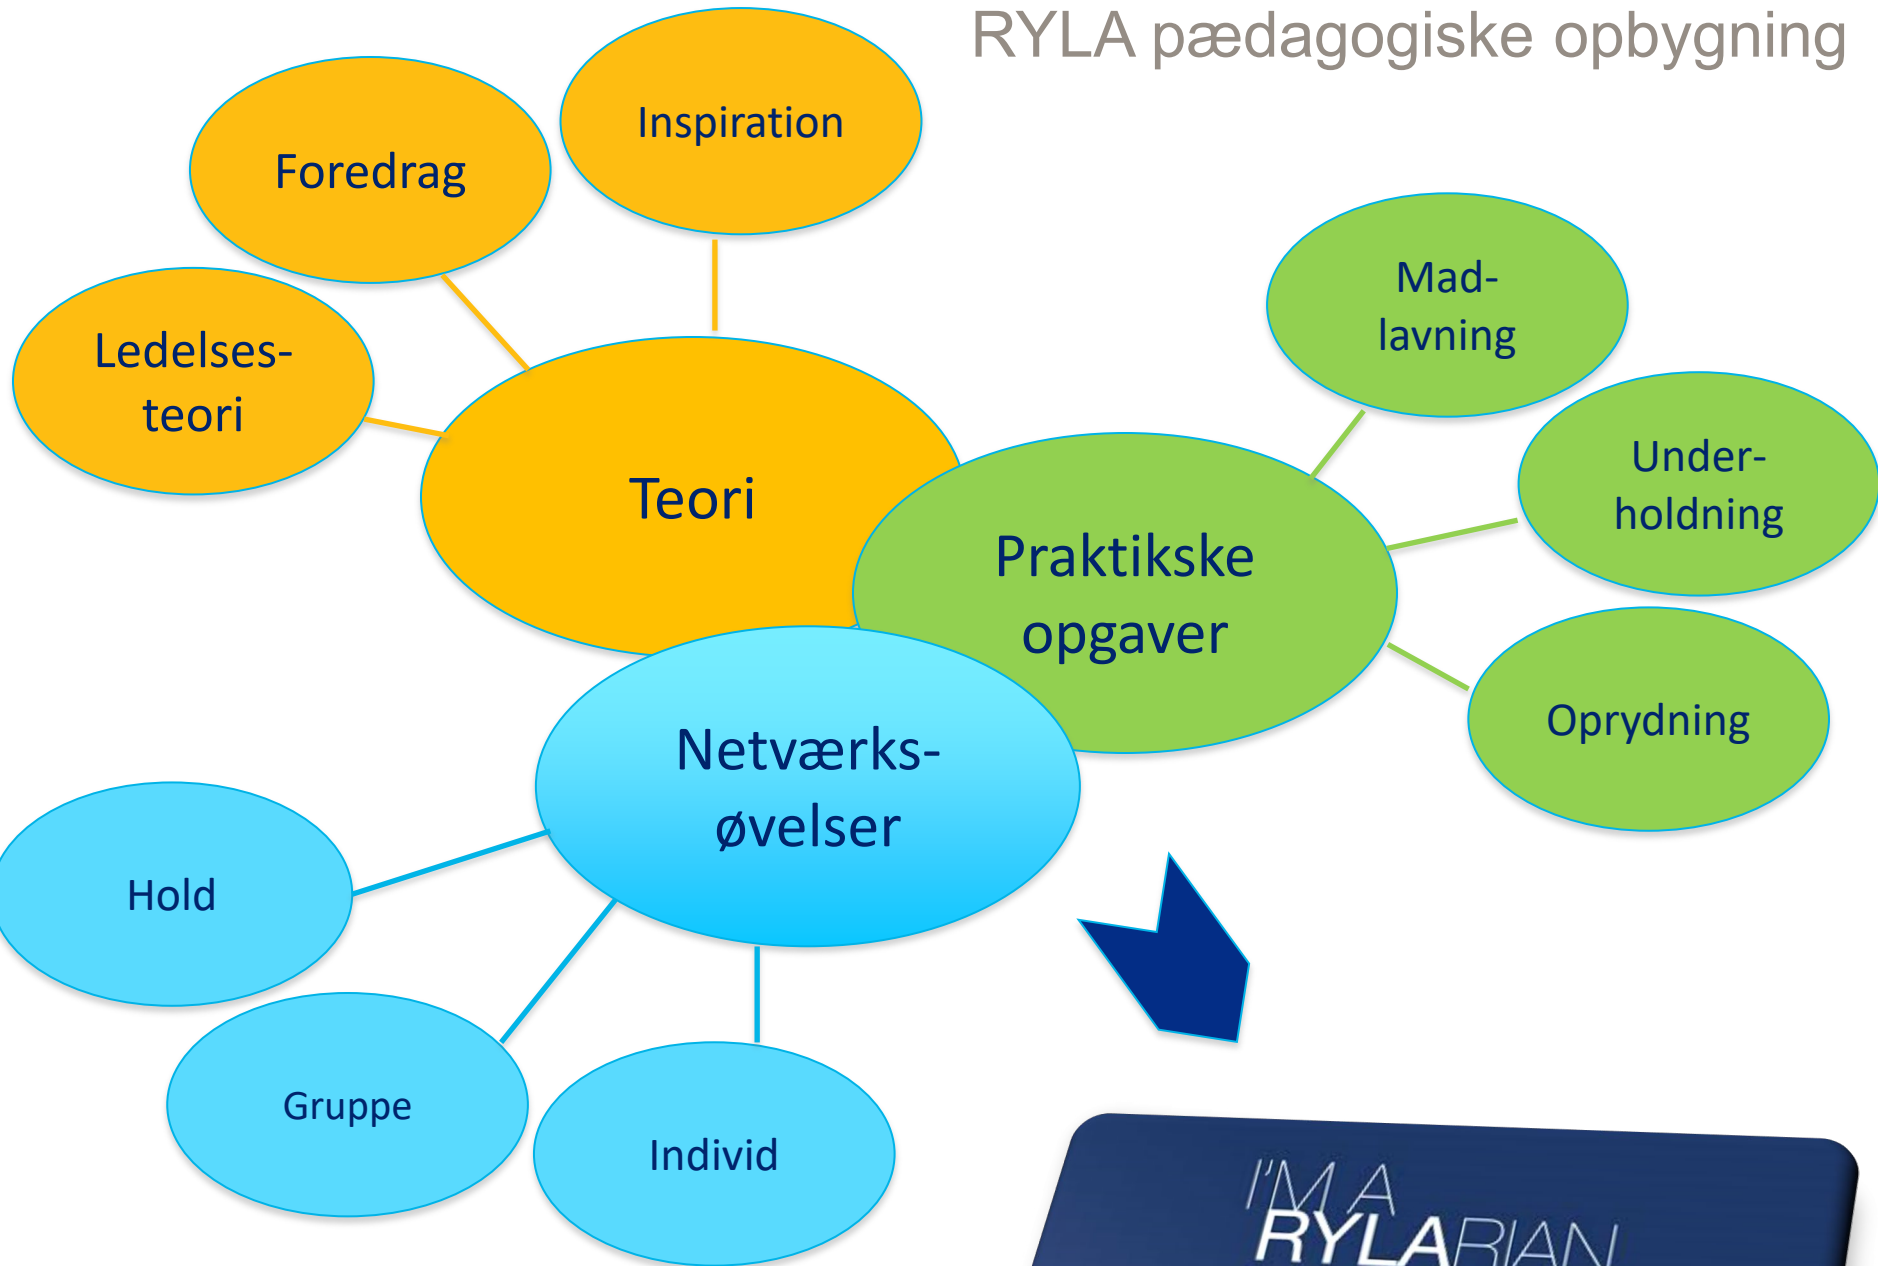 RYLA pædagogiske opbygning
Inspiration
Foredrag
Ledelses-
teori
Teori
Mad-
lavning
Under-
holdning
Praktikske
opgaver
Oprydning
Netværks-
øvelser
Hold
Gruppe
Individ
I'M A
RYLARIAN